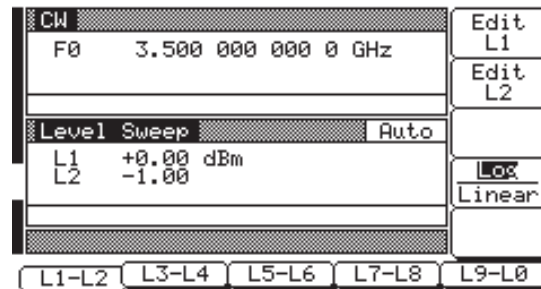 CW
F0 3.500 000 000 0 GHz
Level Sweep Auto
L1 +0.00 dBm
L2 -1.00
Edit
L1
Edit
L2
Log
Linear
L1-L2 L3-L4 L5-L6 L7-L8 L9-L0